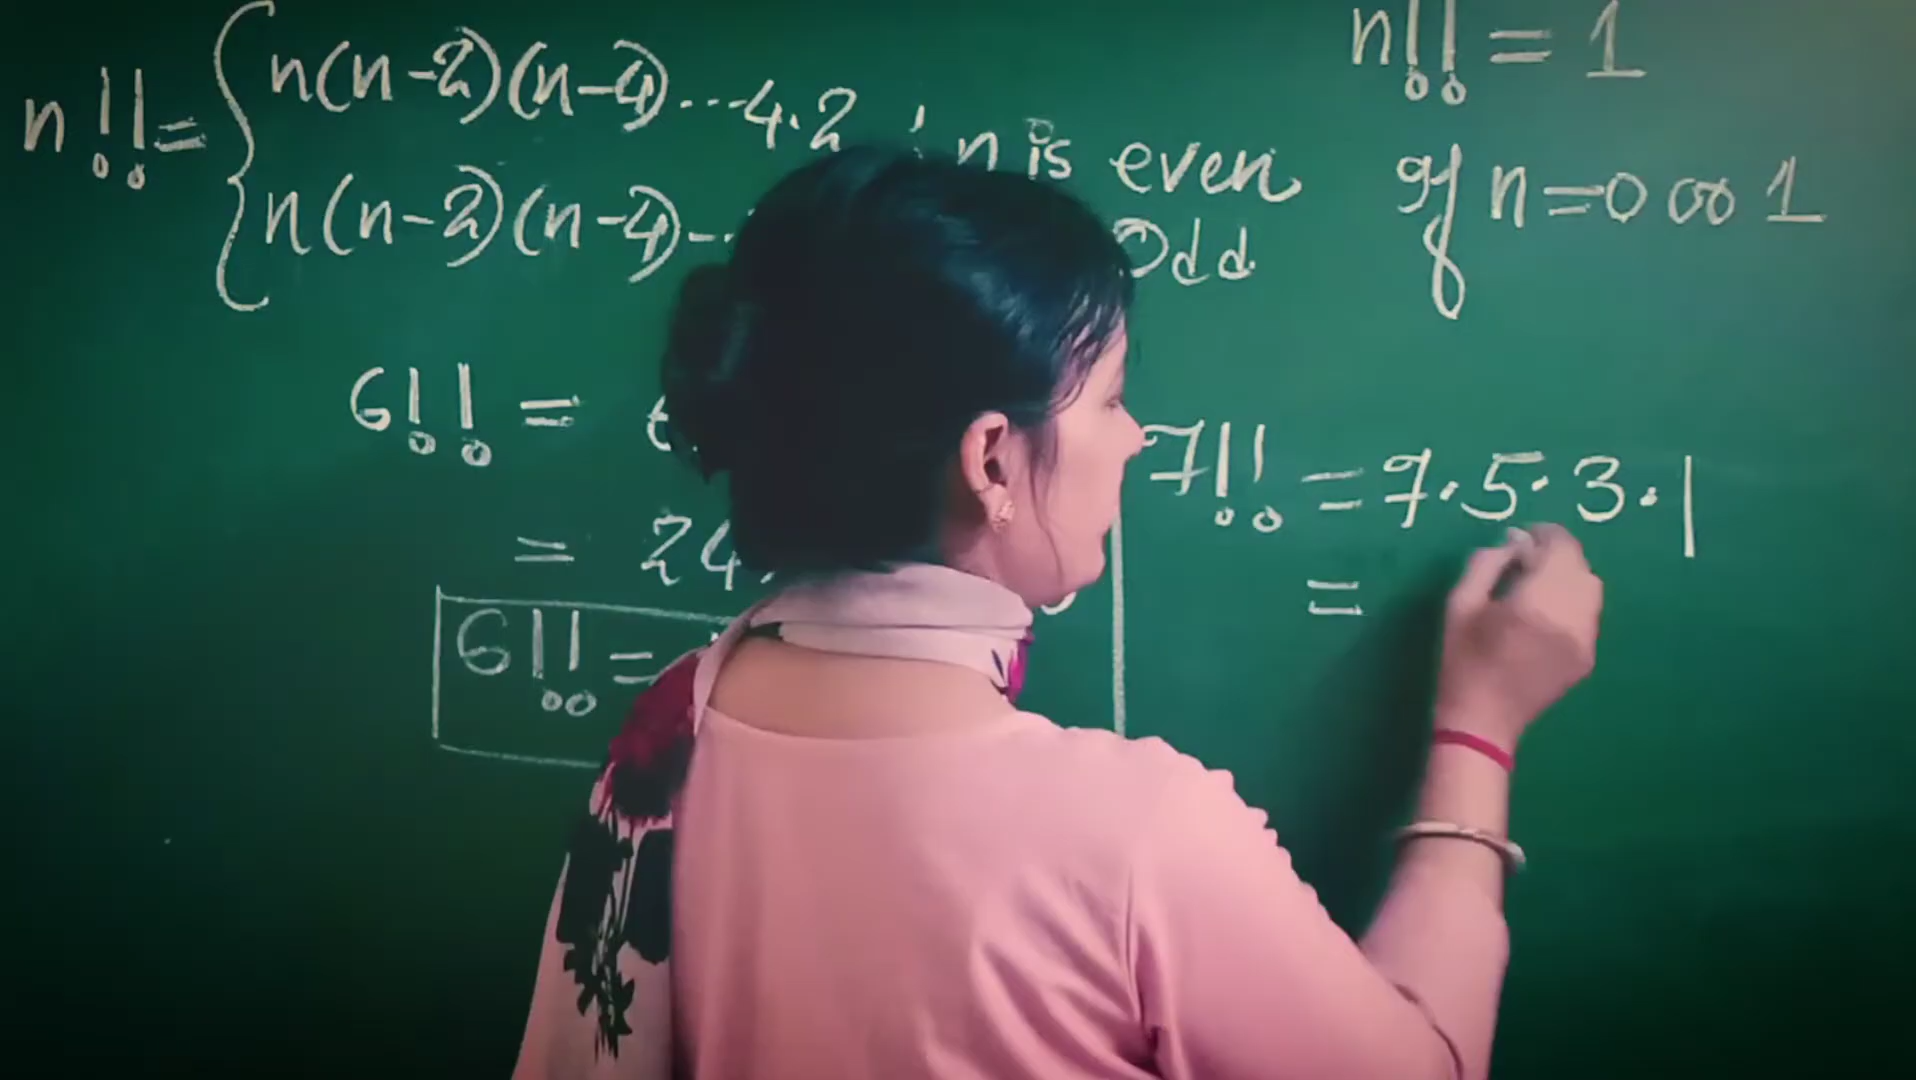 n!! = { n(n-2)(n-4)...4.2 ; n is even
n(n-2)(n-4)... Odd
n!! = 1
If n=0 or 1
6!! =
= 24
6!! =
7!! = 7.5.3.1
=